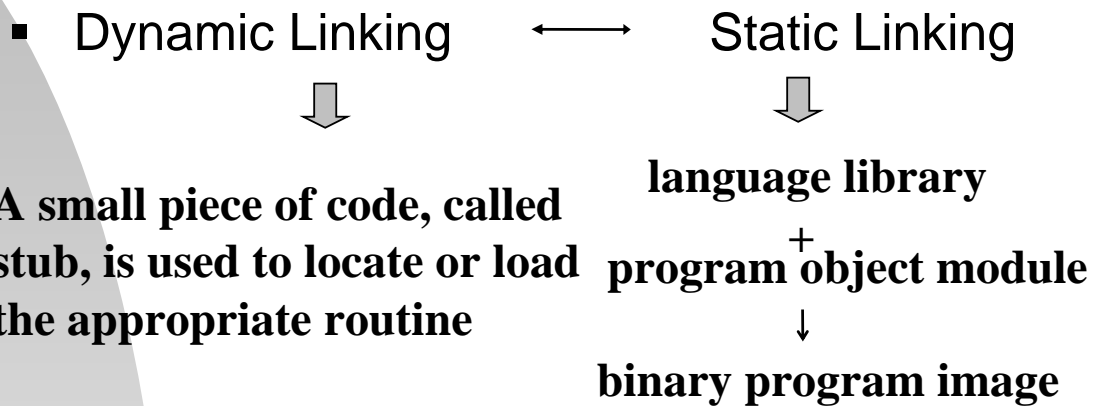 ▪ Dynamic Linking ↔ Static Linking
A small piece of code, called
stub, is used to locate or load
the appropriate routine
language library
+
program object module
↓
binary program image